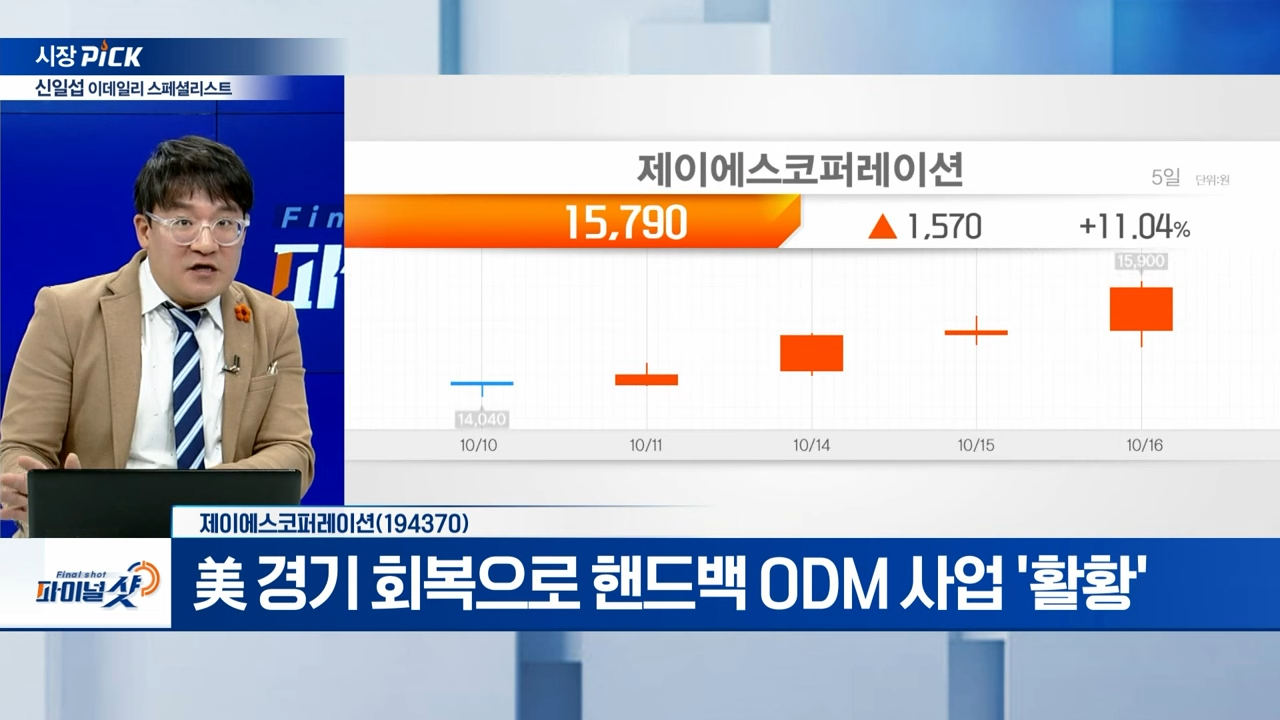 시장 PiCK
신일섭 이데일리 스페셜리스트
Fin
파
제이에스코퍼레이션
5일 단위:원
15,790 ▲ 1,570 +11.04%
15,900
14,040
10/10 10/11 10/14 10/15 10/16
제이에스코퍼레이션(194370)
Final shot
파이널샷
美 경기 회복으로 핸드백 ODM 사업 '활황'